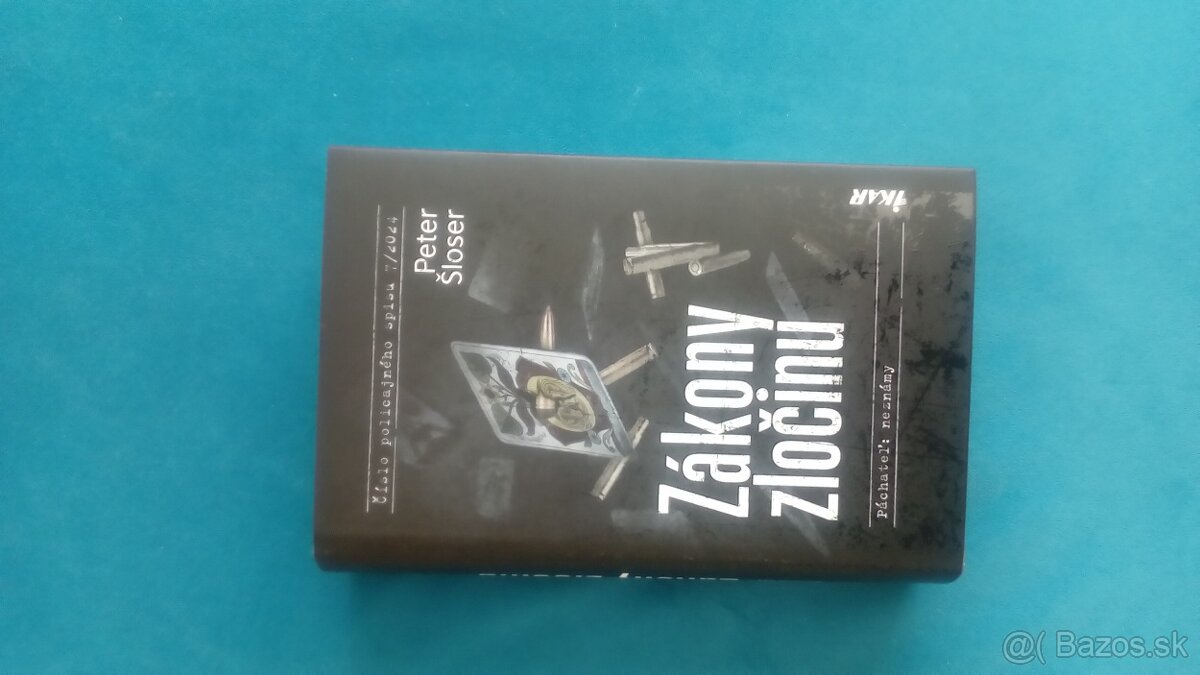 Číslo policajného spisu 7/2024
Peter
Šloser
Zákony
zločinu
Páchateľ: neznámy
IKAR
@( Bazos.sk